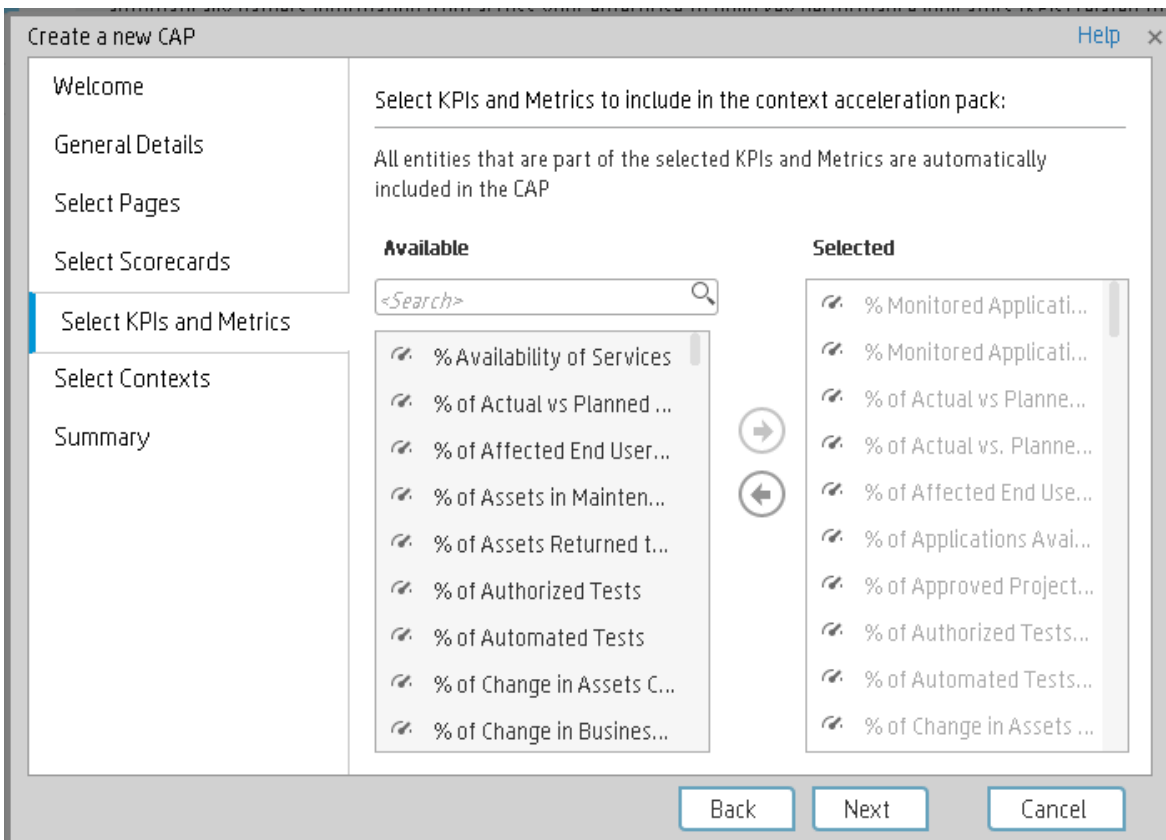 Create a new CAP
Help
Welcome
General Details
Select Pages
Select Scorecards
Select KPIs and Metrics
Select Contexts
Summary
Select KPIs and Metrics to include in the context acceleration pack:
All entities that are part of the selected KPIs and Metrics are automatically
included in the CAP
Available
<Search>
% Availability of Services
% of Actual vs Planned ...
% of Affected End User...
% of Assets in Mainten...
% of Assets Returned t...
% of Authorized Tests
% of Automated Tests
% of Change in Assets C...
% of Change in Busines...
Selected
% Monitored Applicati...
% Monitored Applicati...
% of Actual vs Planne...
% of Actual vs. Planne...
% of Affected End Use...
% of Applications Avai...
% of Approved Project...
% of Authorized Tests...
% of Automated Tests...
% of Change in Assets ...
Back
Next
Cancel